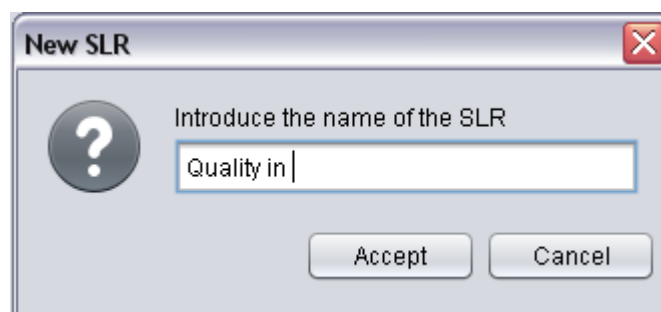 New SLR
Introduce the name of the SLR
Quality in
Accept Cancel